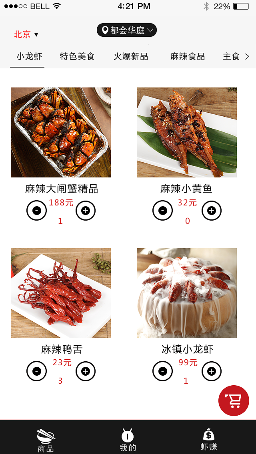 BELL 4:21 PM 22%
北京 ▼ 都会华庭
小龙虾 特色美食 火爆新品 麻辣食品 主食
麻辣大闸蟹精品 麻辣小黄鱼
188元 32元
1 0
麻辣鸭舌 冰镇小龙虾
23元 99元
3 1
商品 我的 虾赚